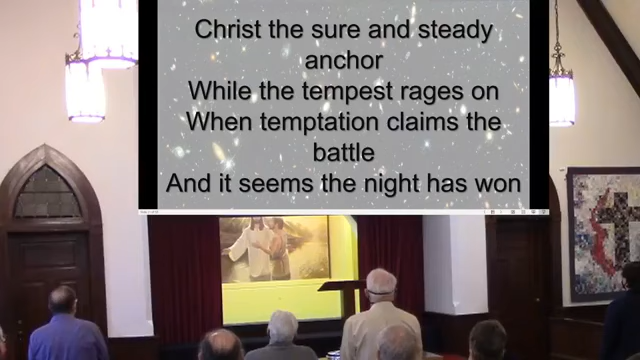 Christ the sure and steady
anchor
While the tempest rages on
When temptation claims the
battle
And it seems the night has won